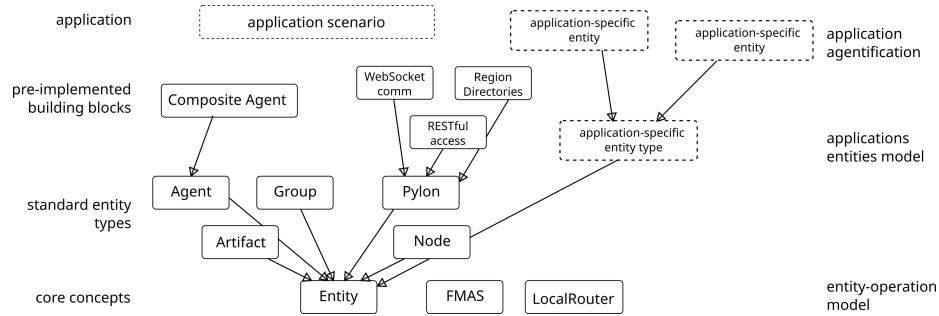 application
application scenario
application-specific
entity
application-specific
entity
application
agentification
pre-implemented
building blocks
Composite Agent
WebSocket
comm
Region
Directories
RESTful
access
application-specific
entity type
applications
entities model
standard entity
types
Agent
Group
Pylon
Artifact
Node
core concepts
Entity
FMAS
LocalRouter
entity-operation
model